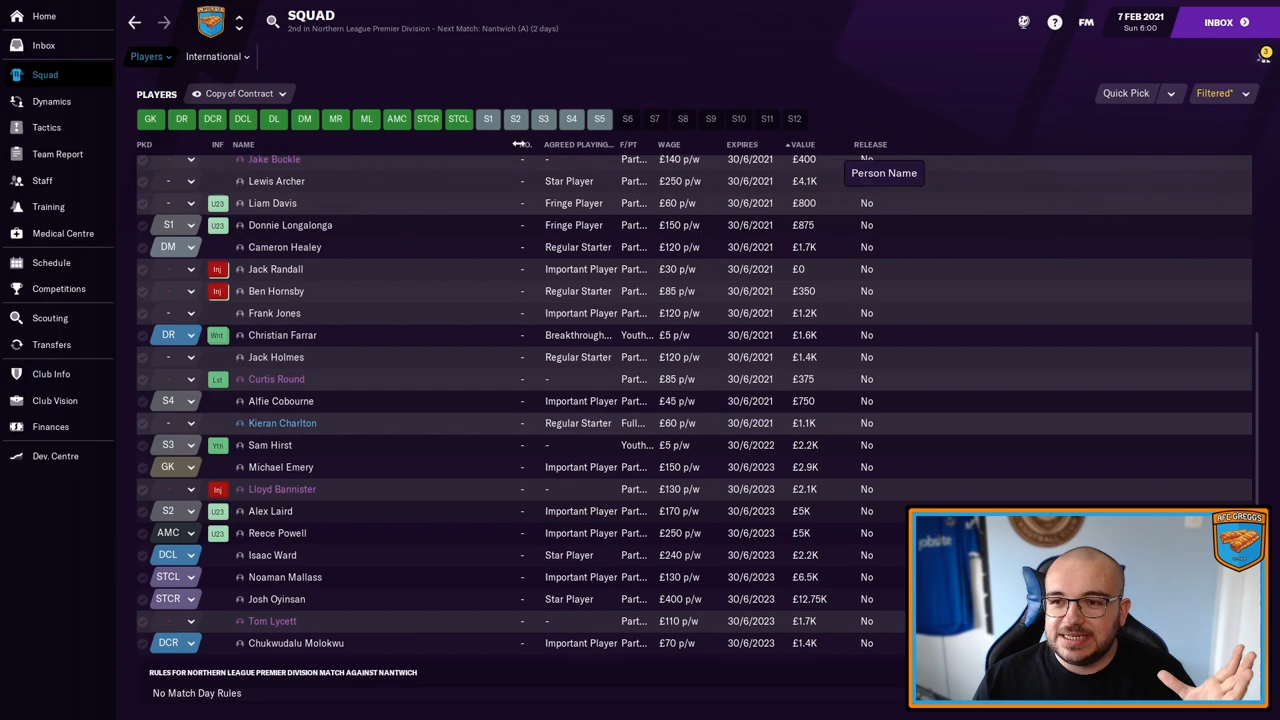 Home
SQUAD
2nd in Northern League Premier Division - Next Match: Nantwich (A) (2 days)
FM
7 FEB 2021
Sun 6:00
INBOX
3
Inbox
Squad
Dynamics
Tactics
Team Report
Staff
Training
Medical Centre
Schedule
Competitions
Scouting
Transfers
Club Info
Club Vision
Finances
Dev. Centre
Players
International
PLAYERS
Copy of Contract
Quick Pick
Filtered*
GK DR DCR DCL DL DM MR ML AMC STCR STCL S1 S2 S3 S4 S5 S6 S7 S8 S9 S10 S11 S12
PKD INF NAME AGREED PLAYING... F/PT WAGE EXPIRES VALUE RELEASE
- Jake Buckle - - Part... £140 p/w 30/6/2021 £400 No
Person Name
- Lewis Archer - Star Player Part... £250 p/w 30/6/2021 £4.1K No
- U23 Liam Davis - Fringe Player Part... £60 p/w 30/6/2021 £800 No
S1 U23 Donnie Longalonga - Fringe Player Part... £150 p/w 30/6/2021 £875 No
DM Cameron Healey - Regular Starter Part... £120 p/w 30/6/2021 £1.7K No
- Inj Jack Randall - Important Player Part... £30 p/w 30/6/2021 £0 No
- Inj Ben Hornsby - Regular Starter Part... £85 p/w 30/6/2021 £350 No
- Frank Jones - Important Player Part... £120 p/w 30/6/2021 £1.2K No
DR Wnt Christian Farrar - Breakthrough... Youth... £5 p/w 30/6/2021 £1.6K No
- Jack Holmes - Regular Starter Part... £120 p/w 30/6/2021 £1.4K No
- Lst Curtis Round - - Part... £85 p/w 30/6/2021 £375 No
S4 Alfie Cobourne - Important Player Part... £45 p/w 30/6/2021 £750 No
- Kieran Charlton - Regular Starter Full... £60 p/w 30/6/2021 £1.1K No
S3 Yth Sam Hirst - - Youth... £5 p/w 30/6/2022 £2.2K No
GK Michael Emery - Important Player Part... £150 p/w 30/6/2023 £2.9K No
- Inj Lloyd Bannister - - Part... £130 p/w 30/6/2023 £2.1K No
S2 U23 Alex Laird - Important Player Part... £170 p/w 30/6/2023 £5K No
AMC U23 Reece Powell - Important Player Part... £250 p/w 30/6/2023 £5K No
DCL Isaac Ward - Star Player Part... £240 p/w 30/6/2023 £2.2K No
STCL Noaman Mallass - Important Player Part... £130 p/w 30/6/2023 £6.5K No
STCR Josh Oyinsan - Star Player Part... £400 p/w 30/6/2023 £12.75K No
- Tom Lycett - - Part... £110 p/w 30/6/2023 £1.7K No
DCR Chukwudalu Molokwu - Important Player Part... £70 p/w 30/6/2023 £1.4K No
RULES FOR NORTHERN LEAGUE PREMIER DIVISION MATCH AGAINST NANTWICH
No Match Day Rules
AFC GREGGS
jobsite